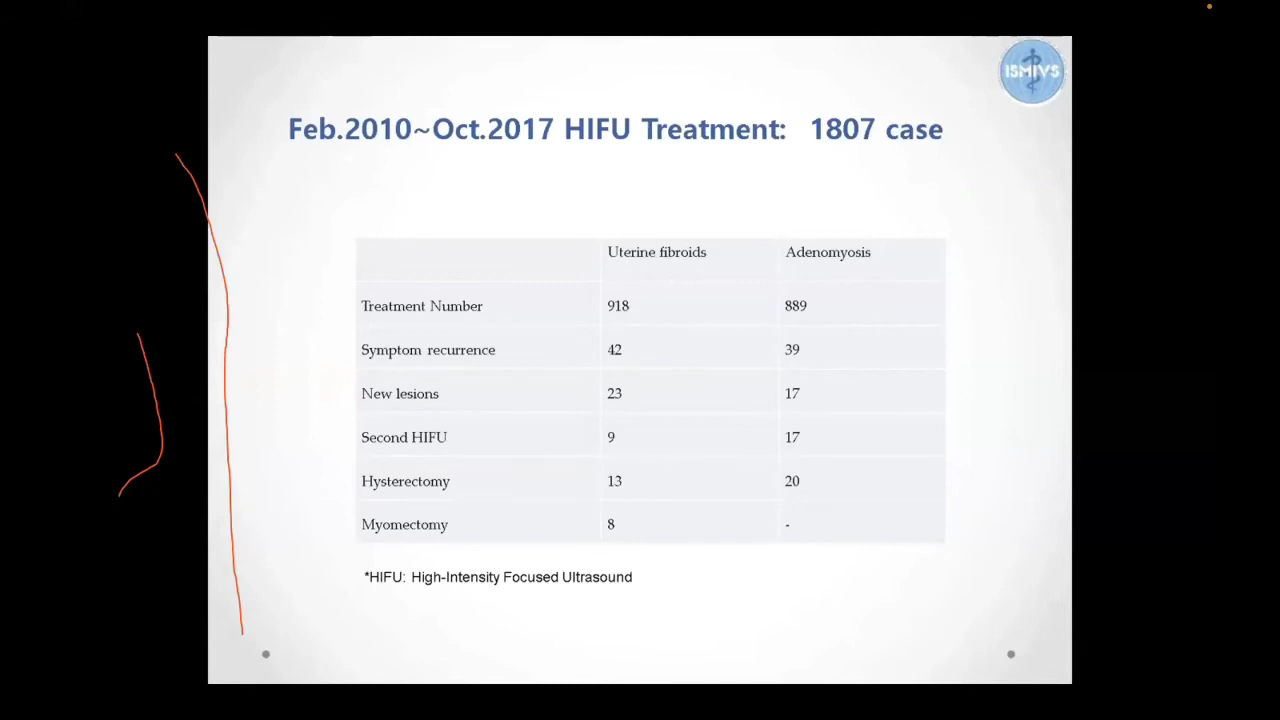 ISMIVS
Feb.2010~Oct.2017 HIFU Treatment: 1807 case
Uterine fibroids Adenomyosis
Treatment Number 918 889
Symptom recurrence 42 39
New lesions 23 17
Second HIFU 9 17
Hysterectomy 13 20
Myomectomy 8 -
*HIFU: High-Intensity Focused Ultrasound